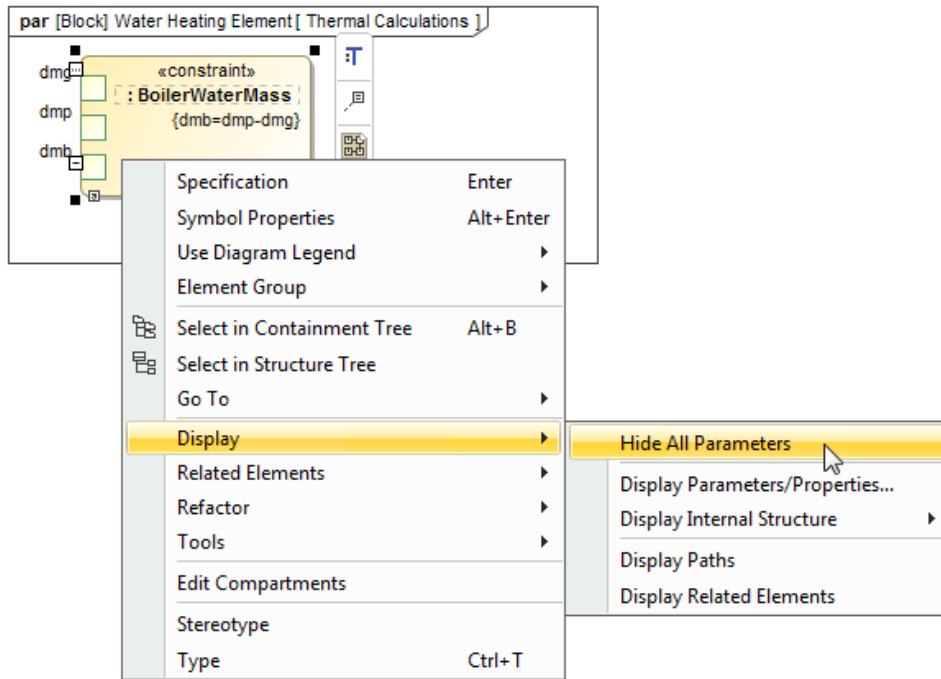 par [Block] Water Heating Element [ Thermal Calculations ]
dmg
«constraint»
: BoilerWaterMass
dmp
{dmb=dmp-dmg}
dmb
Specification Enter
Symbol Properties Alt+Enter
Use Diagram Legend
Element Group
Select in Containment Tree Alt+B
Select in Structure Tree
Go To
Display
Hide All Parameters
Related Elements
Display Parameters/Properties...
Refactor
Display Internal Structure
Tools
Display Paths
Edit Compartments
Display Related Elements
Stereotype
Type Ctrl+T